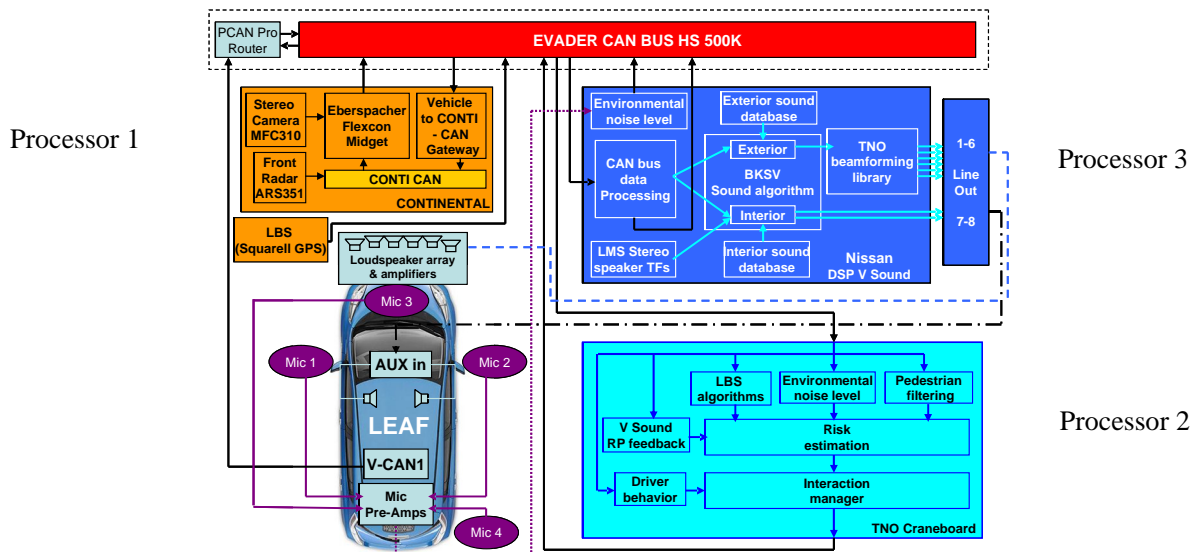 PCAN Pro
Router
EVADER CAN BUS HS 500K
Processor 1
Stereo
Camera
MFC310
Eberspacher
Flexcon
Midget
Vehicle
to CONTI
- CAN
Gateway
Front
Radar
ARS351
CONTI CAN
CONTINENTAL
LBS
(Squarell GPS)
Loudspeaker array
& amplifiers
Environmental
noise level
Exterior sound
database
CAN bus
data
Processing
Exterior
BKSV
Sound algorithm
Interior
TNO
beamforming
library
LMS Stereo
speaker TFs
Interior sound
database
Nissan
DSP V Sound
1-6
Line
Out
7-8
Processor 3
Mic 3
Mic 1
AUX in
Mic 2
LEAF
V-CAN1
Mic
Pre-Amps
Mic 4
LBS
algorithms
Environmental
noise level
Pedestrian
filtering
V Sound
RP feedback
Risk
estimation
Driver
behavior
Interaction
manager
TNO Craneboard
Processor 2